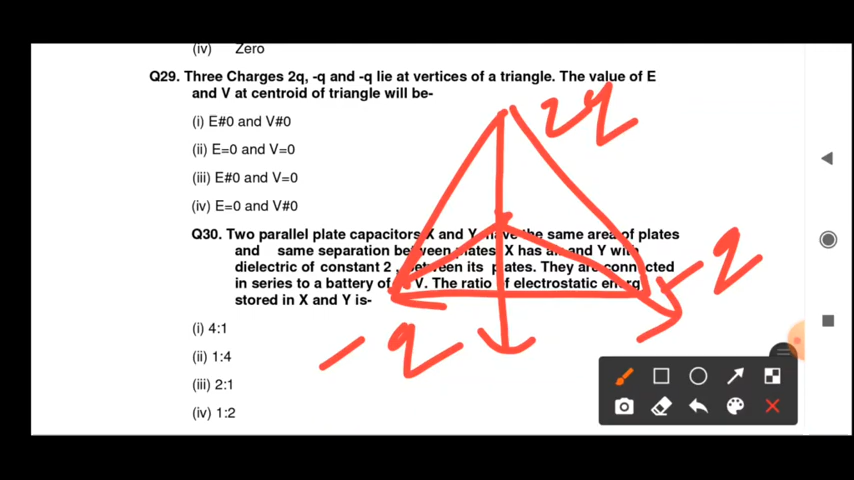 (iv) Zero
Q29. Three Charges 2q, -q and -q lie at vertices of a triangle. The value of E
and V at centroid of triangle will be-
(i) E#0 and V#0
(ii) E=0 and V=0
(iii) E#0 and V=0
(iv) E=0 and V#0
2q
Q30. Two parallel plate capacitors X and Y, have the same area of plates
and same separation between plates. X has air and Y with
dielectric of constant 2 , between its plates. They are connected
in series to a battery of V. The ratio of electrostatic energy
stored in X and Y is-
- q
- q
(i) 4:1
(ii) 1:4
(iii) 2:1
(iv) 1:2